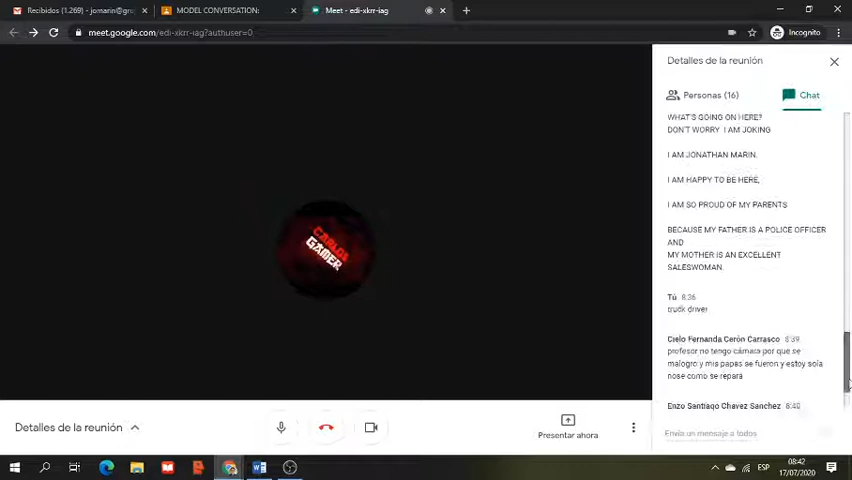 Recibidos (1.269) - jomarin@gru
MODEL CONVERSATION:
Meet - edi-xkrr-iag
meet.google.com/edi-xkrr-iag?authuser=0
Incognito
Detalles de la reunión
Personas (16)
Chat
WHAT'S GOING ON HERE?
DON'T WORRY I AM JOKING
I AM JONATHAN MARIN.
I AM HAPPY TO BE HERE,
I AM SO PROUD OF MY PARENTS
BECAUSE MY FATHER IS A POLICE OFFICER
AND
MY MOTHER IS AN EXCELLENT
SALESWOMAN.
CARLOS
GAMER
Tú 8:36
truck driver
Cielo Fernanda Cerón Carrasco 8:39
profesor no tengo cámara por que se
malogro y mis papas se fueron y estoy sola
nose como se repara
Enzo Santiago Chavez Sanchez 8:40
Envía un mensaje a todos
Detalles de la reunión
Presentar ahora
ESP
08:42
17/07/2020